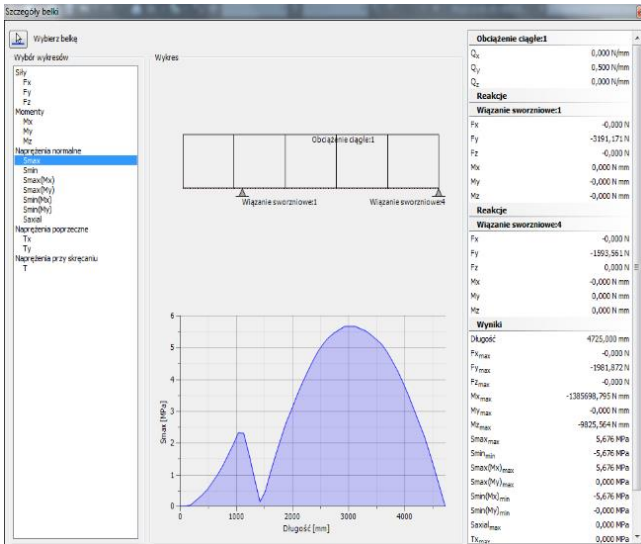 Szczegóły belki
Wybierz belkę
Wybór wykresów
Siły
Fx
Fy
Fz
Momenty
Mx
My
Mz
Naprężenia normalne
Smax
Smin
Smax(Mx)
Smax(My)
Smin(Mx)
Smin(My)
Saxial
Naprężenia poprzeczne
Tx
Ty
Naprężenia przy skręcaniu
T
Wykres
Obciążenie ciągłe:1
Wiązanie sworzniowe:1 Wiązanie sworzniowe:4
6
5
4
3
2
1
0
Smax [MPa]
0 1000 2000 3000 4000
Długość [mm]
Obciążenie ciągłe:1
Qx 0,000 N/mm
Qy 0,500 N/mm
Qz 0,000 N/mm
Reakcje
Wiązanie sworzniowe:1
Fx -0,000 N
Fy -3191,171 N
Fz -0,000 N
Mx 0,000 N mm
My -0,000 N mm
Mz -0,000 N mm
Reakcje
Wiązanie sworzniowe:4
Fx -0,000 N
Fy -1993,561 N
Fz 0,000 N
Mx -0,000 N mm
My 0,000 N mm
Mz 0,000 N mm
Wyniki
Długość 4725,000 mm
Fxmax -0,000 N
Fymax -1981,872 N
Fzmax -0,000 N
Mxmax -1385698,795 N mm
Mymax -0,000 N mm
Mzmax -9825,564 N mm
Smaxmax 5,676 MPa
Sminmin -5,676 MPa
Smax(Mx)max 5,676 MPa
Smax(My)max 0,000 MPa
Smin(Mx)min -5,676 MPa
Smin(My)min -0,000 MPa
Saxialmax 0,000 MPa
Txmax 0,000 MPa